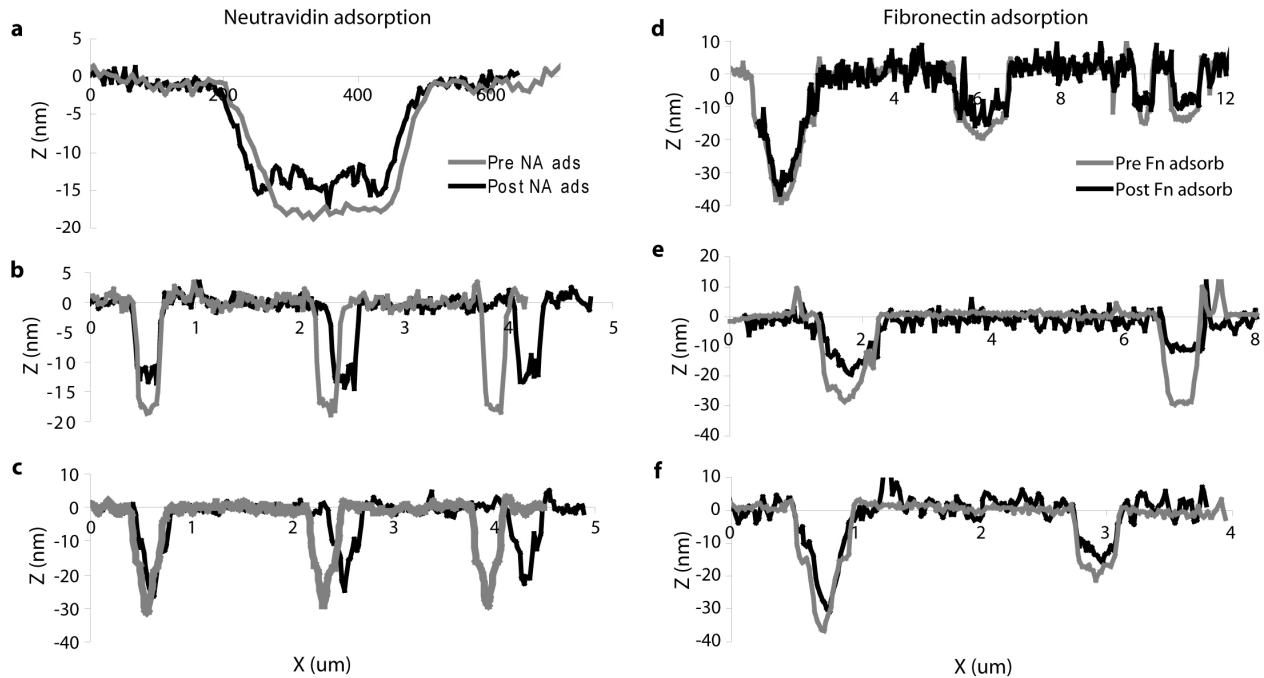 Neutravidin adsorption
a
5
0
-5
-10
-15
-20
0 200 400 600
Z (nm)
Pre NA ads
Post NA ads
b
5
0
-5
-10
-15
-20
0 1 2 3 4 5
Z (nm)
c
10
0
-10
-20
-30
-40
0 1 2 3 4 5
Z (nm)
X (um)
Fibronectin adsorption
d
10
0
-10
-20
-30
-40
0 4 6 8 10 12
Z (nm)
Pre Fn adsorb
Post Fn adsorb
e
20
10
0
-10
-20
-30
-40
0 2 4 6 8
Z (nm)
f
10
0
-10
-20
-30
-40
0 1 2 3 4
Z (nm)
X (um)